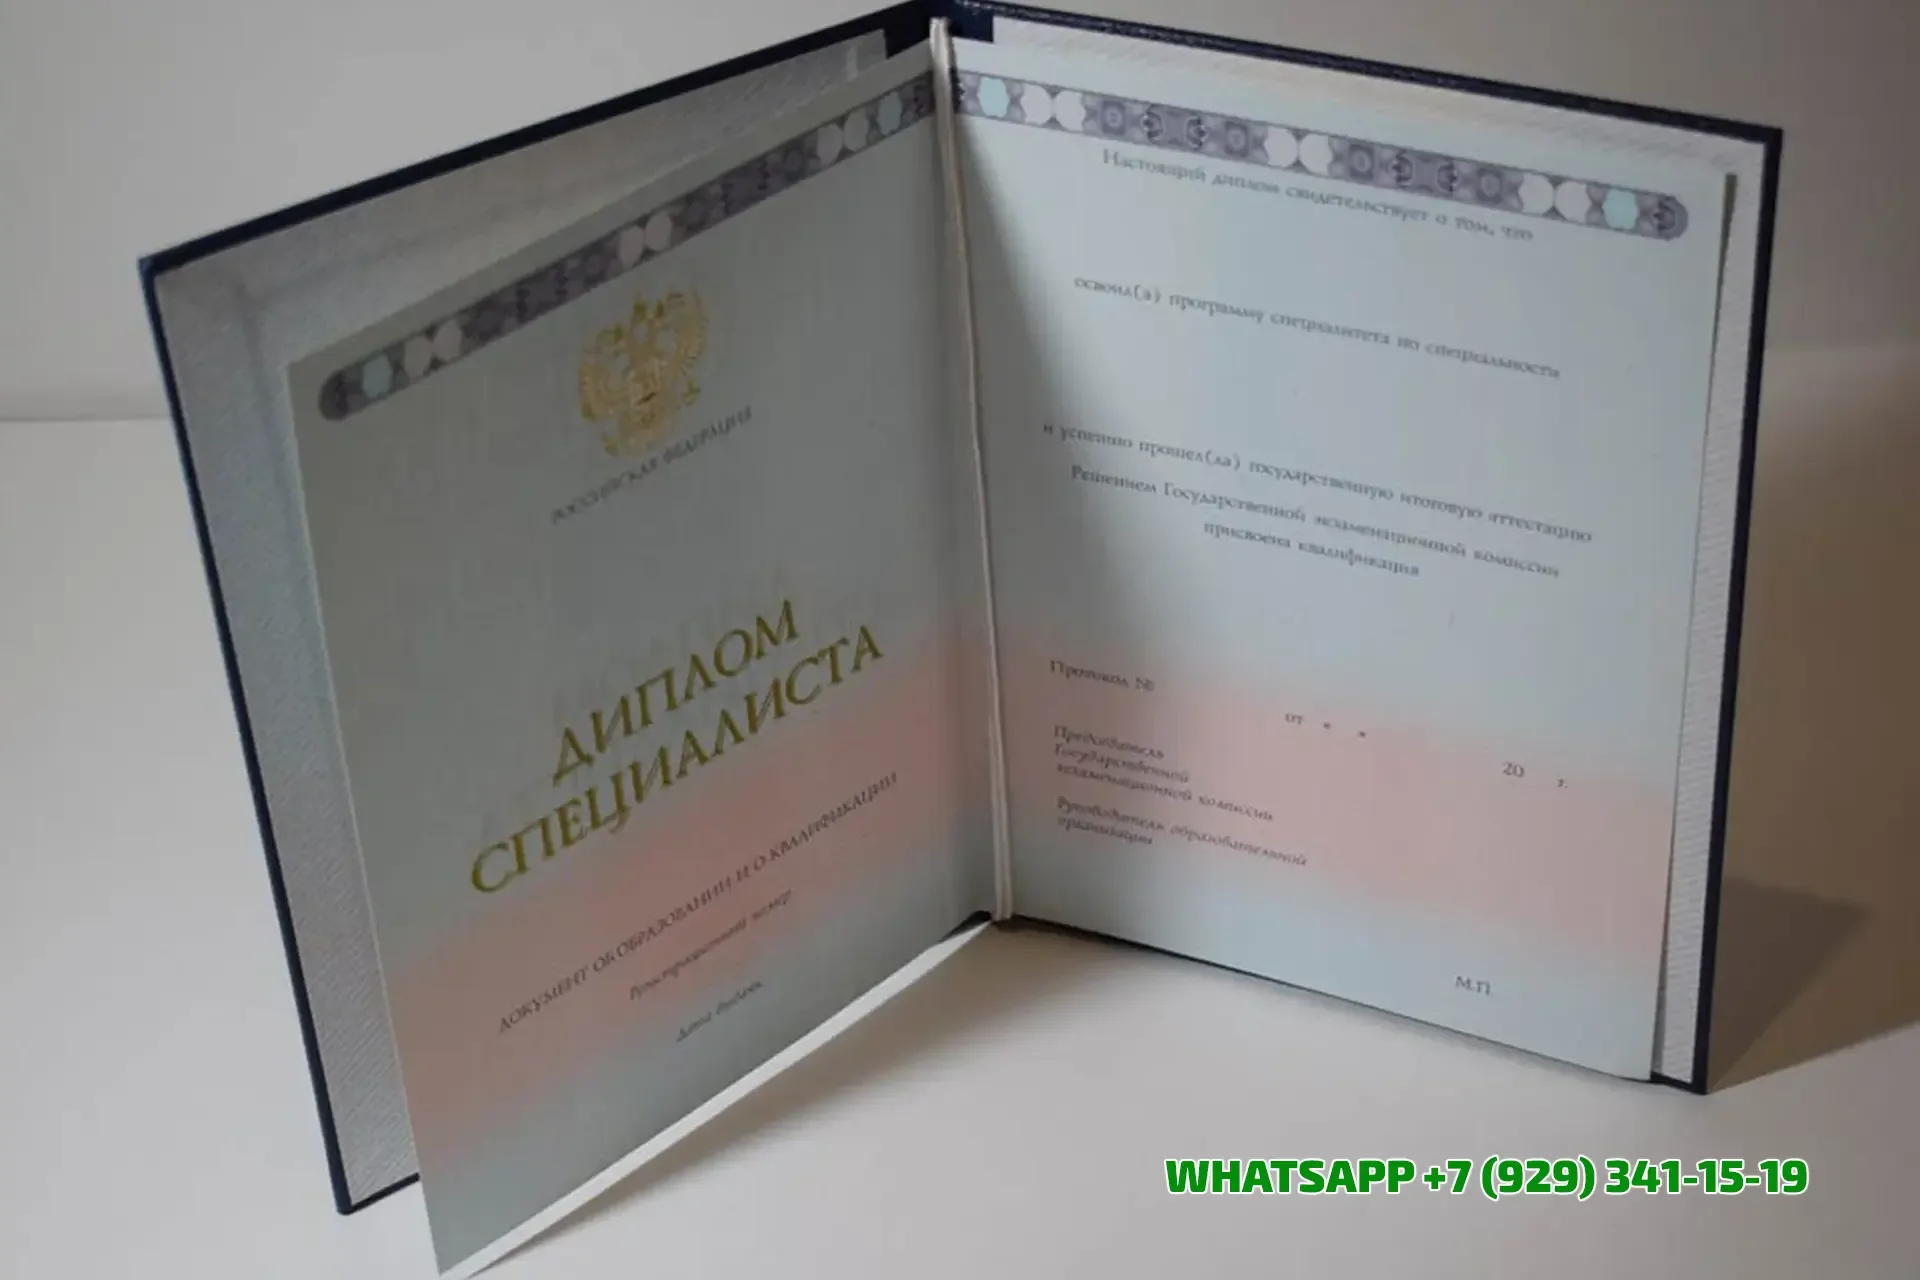 РОССИЙСКАЯ ФЕДЕРАЦИЯ
ДИПЛОМ
СПЕЦИАЛИСТА
ДОКУМЕНТ ОБ ОБРАЗОВАНИИ И О КВАЛИФИКАЦИИ
Регистрационный номер
Дата выдачи
Настоящий диплом свидетельствует о том, что
освоил(а) программу специалитета по специальности
и успешно прошел(ла) государственную итоговую аттестацию
Решением Государственной экзаменационной комиссии
присвоена квалификация
Протокол №
от « » 20 г.
Председатель
Государственной
экзаменационной комиссии
Руководитель образовательной
организации
М.П.
WHATSAPP +7 (929) 341-15-19